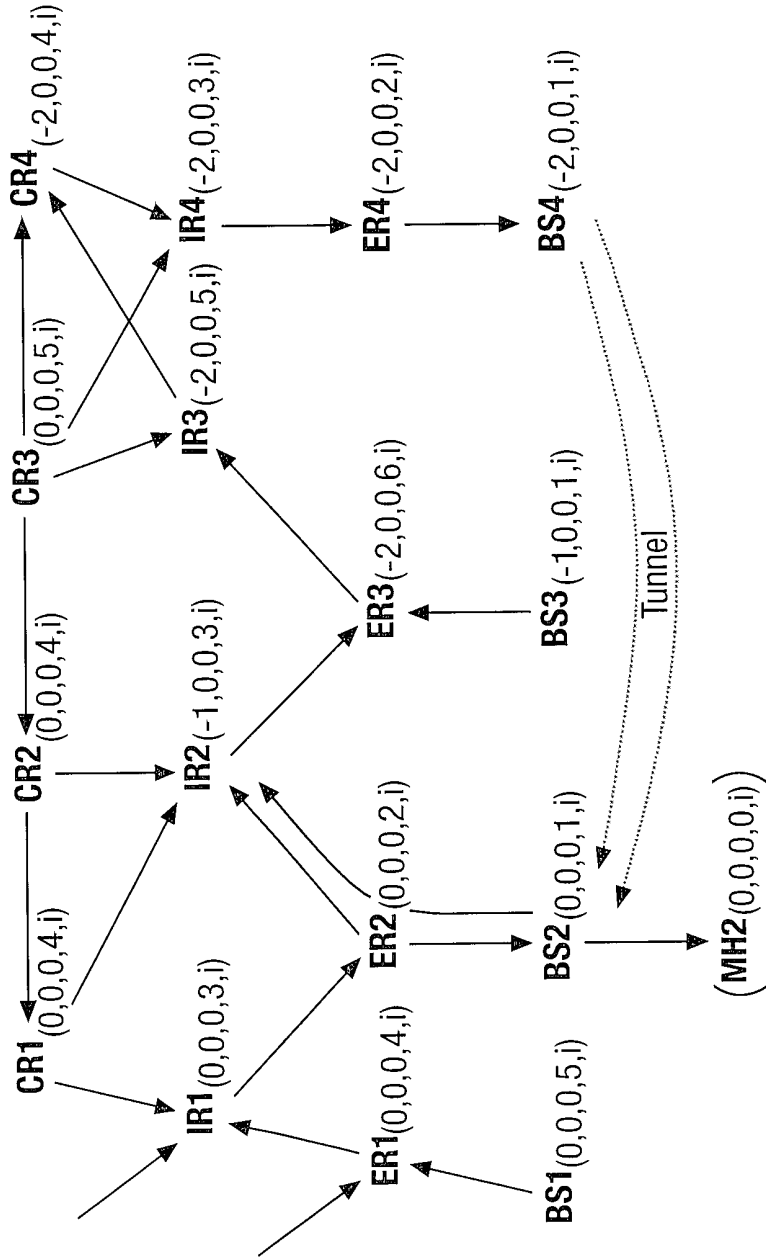 CR1(0,0,0,4,i)
CR2(0,0,0,4,i)
CR3(0,0,0,5,i)
CR4(-2,0,0,4,i)
IR1(0,0,0,3,i)
IR2(-1,0,0,3,i)
IR3(-2,0,0,5,i)
IR4(-2,0,0,3,i)
ER1(0,0,0,4,i)
ER2(0,0,0,2,i)
ER3(-2,0,0,6,i)
ER4(-2,0,0,2,i)
BS1(0,0,0,5,i)
BS2(0,0,0,1,i)
BS3(-1,0,0,1,i)
BS4(-2,0,0,1,i)
Tunnel
(MH2(0,0,0,0,i))